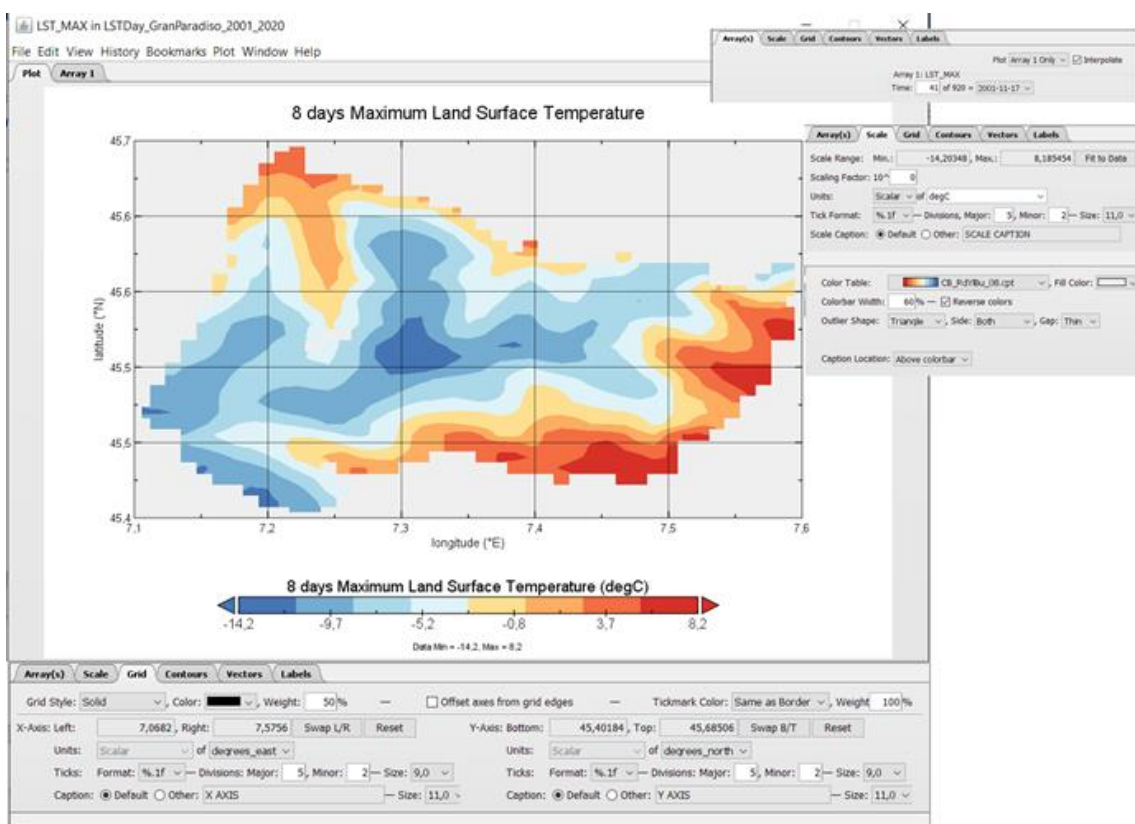 LST_MAX in LSTDay_GranParadiso_2001_2020
File Edit View History Bookmarks Plot Window Help
Plot Array 1
8 days Maximum Land Surface Temperature
45,7
45,6
45,6
45,5
45,5
45,4
latitude (°N)
7,1 7,2 7,3 7,4 7,5 7,6
longitude (°E)
8 days Maximum Land Surface Temperature (degC)
-14,2 -9,7 -5,2 -0,8 3,7 8,2
Data Min = -14,2, Max = 8,2
Array(s) Scale Grid Contours Vectors Labels
Plot Array 1 Only Interpolate
Array 1: LST_MAX
Time: 41 of 920 = 2001-11-17
Array(s) Scale Grid Contours Vectors Labels
Scale Range: Min.: -14,20348 , Max.: 8,185454 Fit to Data
Scaling Factor: 10^ 0
Units: Scalar of degC
Tick Format: %.1f — Divisions, Major: 5 , Minor: 2 — Size: 11,0
Scale Caption: Default Other: SCALE CAPTION
Color Table: CB_RdYlBu_08.cpt , Fill Color:
Colorbar Width: 60 % — Reverse colors
Outlier Shape: Triangle , Side: Both , Gap: Thin
Caption Location: Above colorbar
Array(s) Scale Grid Contours Vectors Labels
Grid Style: Solid , Color: , Weight: 50 % — Offset axes from grid edges — Tickmark Color: Same as Border , Weight 100 %
X-Axis: Left: 7,0682 , Right: 7,5756 Swap L/R Reset Y-Axis: Bottom: 45,40184 , Top: 45,68506 Swap B/T Reset
Units: Scalar of degrees_east Units: Scalar of degrees_north
Ticks: Format: %.1f — Divisions: Major: 5 , Minor: 2 — Size: 9,0 Ticks: Format: %.1f — Divisions: Major: 5 , Minor: 2 — Size: 9,0
Caption: Default Other: X AXIS — Size: 11,0 Caption: Default Other: Y AXIS — Size: 11,0